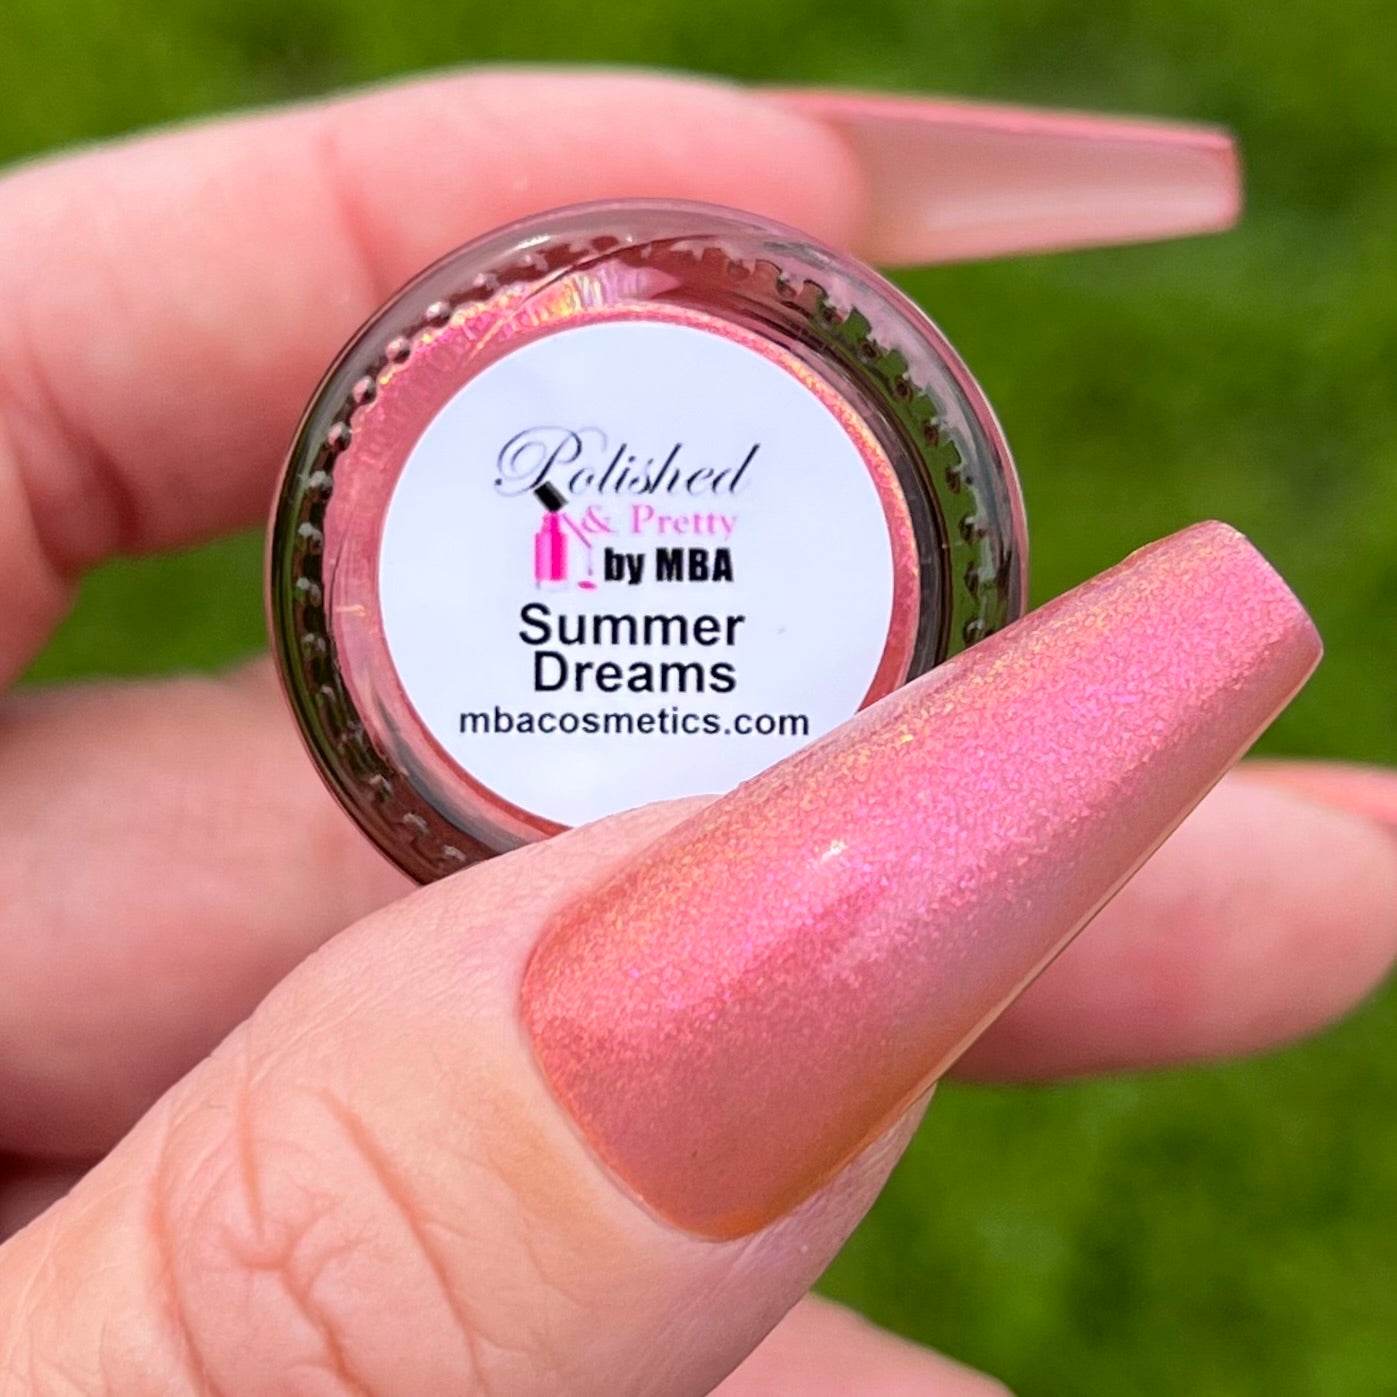 Polished
& Pretty
by MBA
Summer
Dreams
mbacosmetics.com